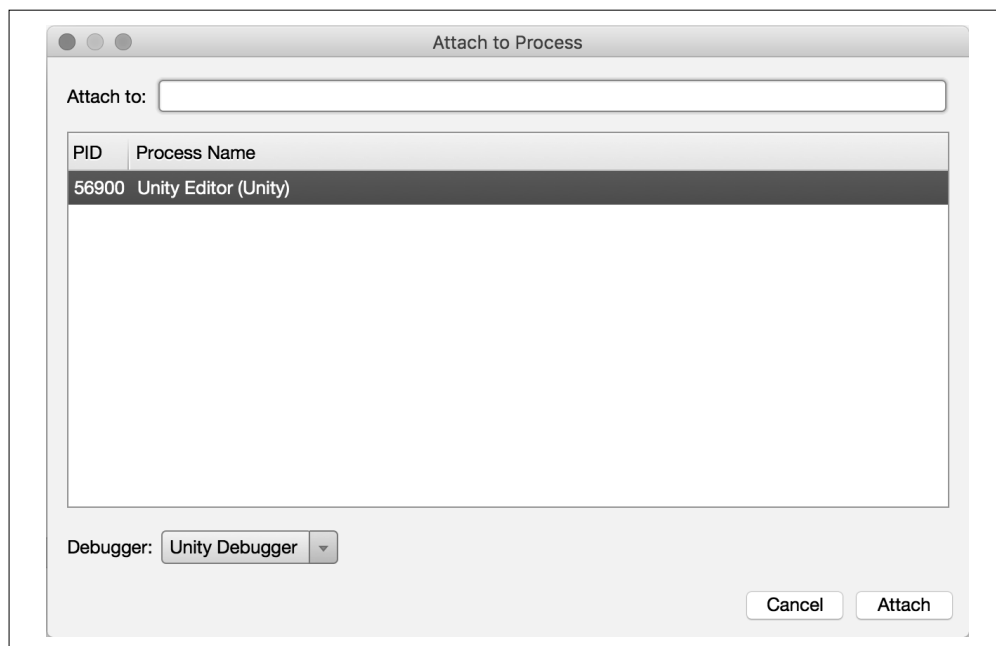 Attach to Process
Attach to:
PID Process Name
56900 Unity Editor (Unity)
Debugger: Unity Debugger
Cancel Attach